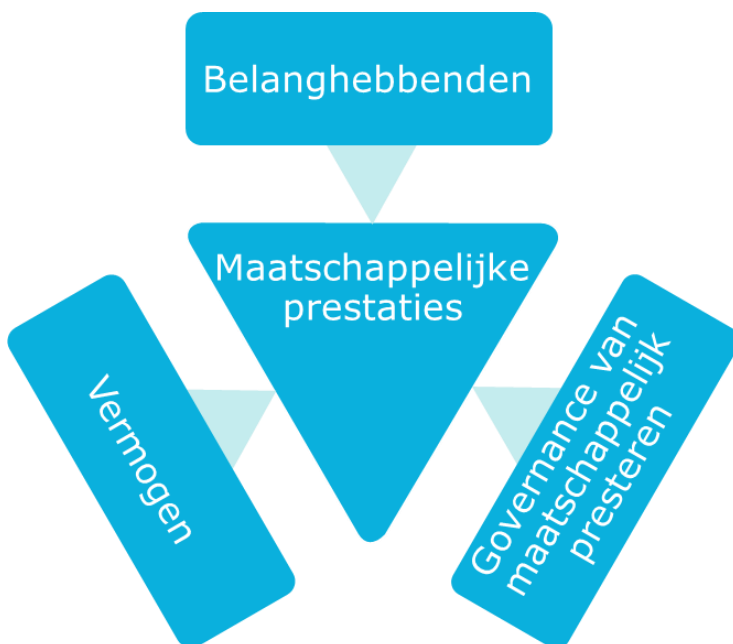 Belanghebbenden
Maatschappelijke
prestaties
Vermogen
Governance van
maatschappelijk
presteren